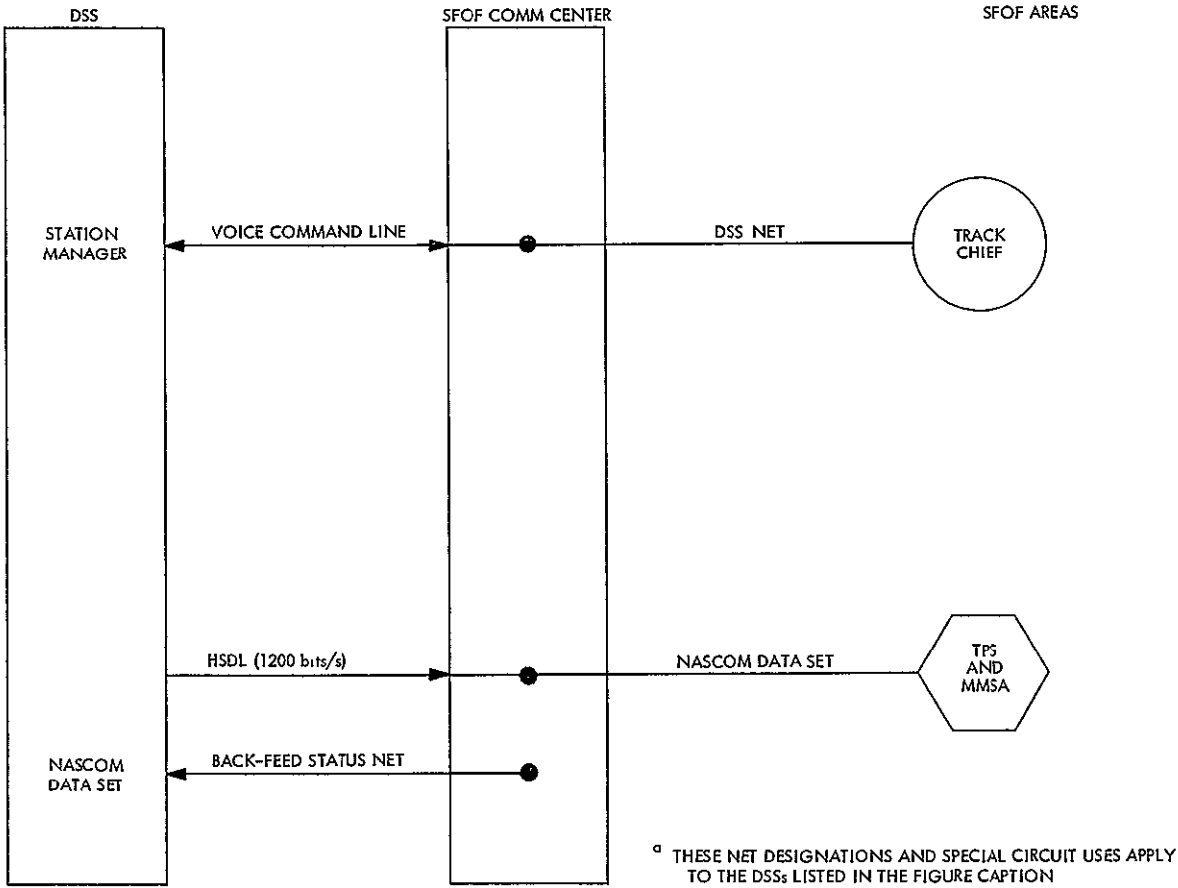 DSS
SFOF COMM CENTER
SFOF AREAS
STATION
MANAGER
VOICE COMMAND LINE
DSS NET
TRACK
CHIEF
HSDL (1200 bits/s)
NASCOM DATA SET
TPS
AND
MMSA
NASCOM
DATA SET
BACK-FEED STATUS NET
a THESE NET DESIGNATIONS AND SPECIAL CIRCUIT USES APPLY
TO THE DSSs LISTED IN THE FIGURE CAPTION